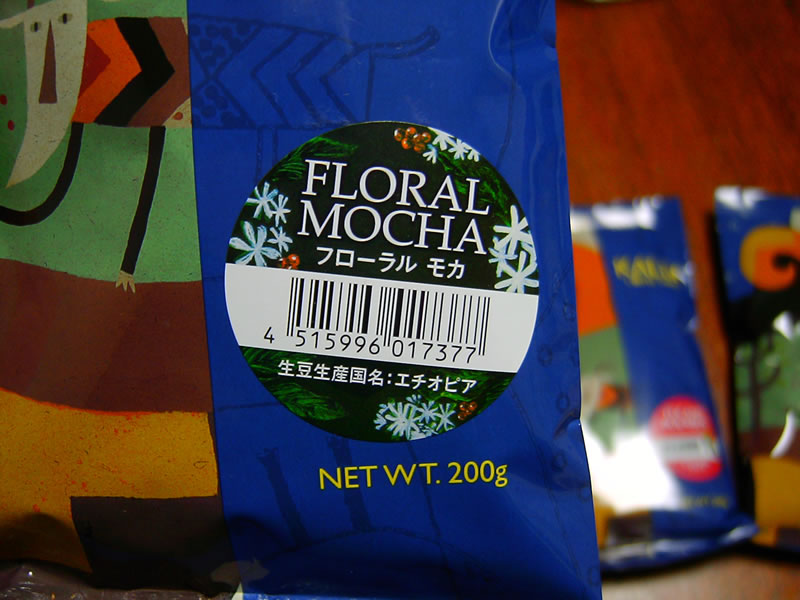 FLORAL
MOCHA
フローラル モカ
4 515996 017377
生豆生産国名:エチオピア
NET WT. 200g